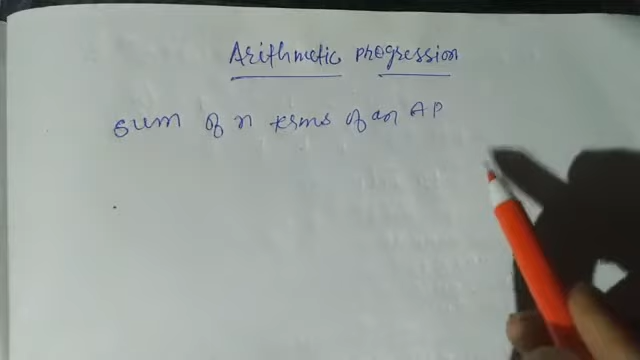 Arithmetic progression
sum of n terms of an AP